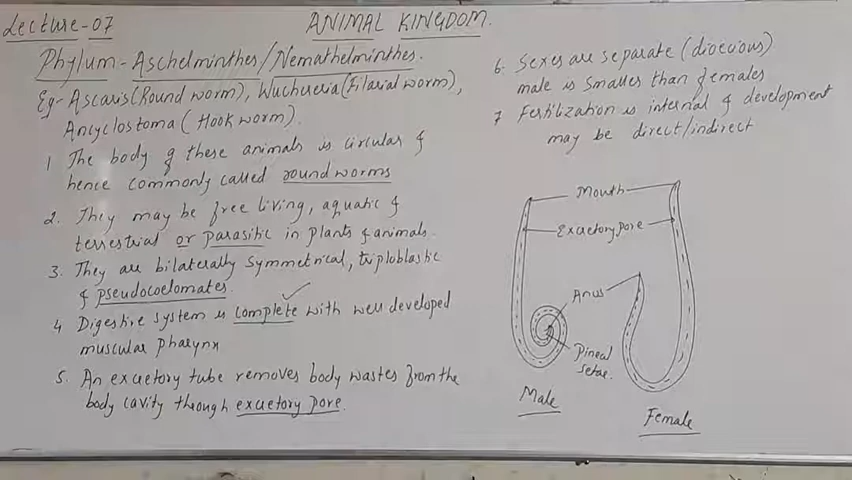 Lecture-07
ANIMAL KINGDOM.
Phylum-Aschelminthes/Nemathelminthes.
Eg-Ascaris(Round worm), Wuchereria(Filarial worm),
Ancyclostoma(Hook worm).
1 The body of these animals is circular &
hence commonly called round worms
2. They may be free living, aquatic &
terrestrial or parasitic in plants & animals.
3. They are bilaterally symmetrical, triploblastic
& pseudocoelomates.
4 Digestive system is complete with well developed
muscular pharynx
5. An excretory tube removes body wastes from the
body cavity through excretory pore.
6. Sexes are separate (dioecious)
male is smaller than females
7 Fertilization is internal & development
may be direct/indirect
Mouth
Excretory pore
Anus
Pineal
setae.
Male
Female